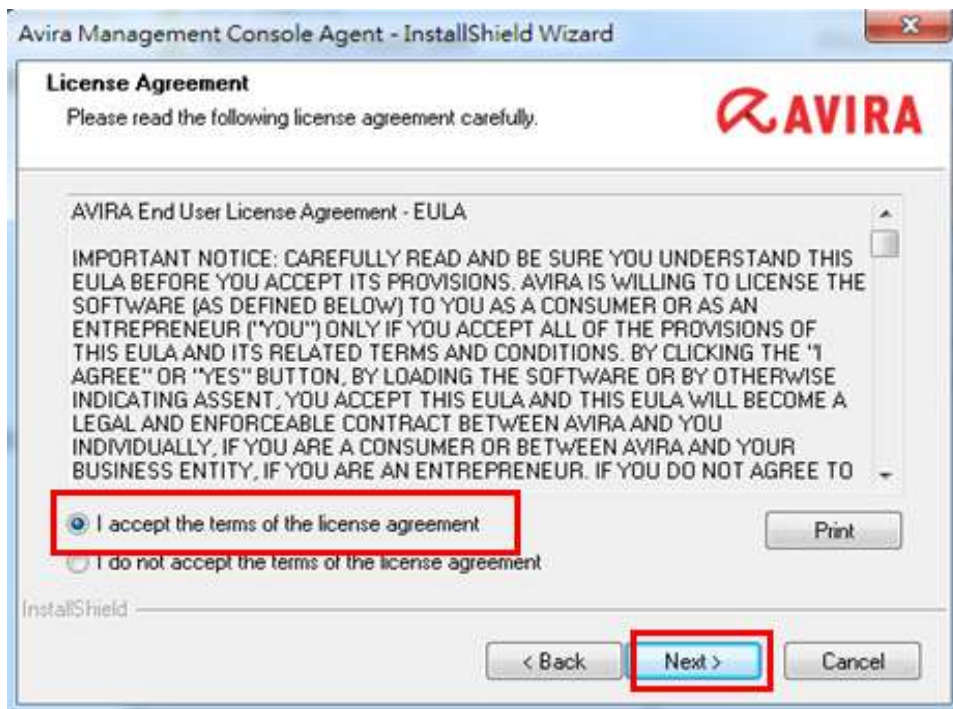 Avira Management Console Agent - InstallShield Wizard
License Agreement
Please read the following license agreement carefully.
AVIRA
AVIRA End User License Agreement - EULA
IMPORTANT NOTICE: CAREFULLY READ AND BE SURE YOU UNDERSTAND THIS
EULA BEFORE YOU ACCEPT ITS PROVISIONS. AVIRA IS WILLING TO LICENSE THE
SOFTWARE (AS DEFINED BELOW) TO YOU AS A CONSUMER OR AS AN
ENTREPRENEUR ("YOU") ONLY IF YOU ACCEPT ALL OF THE PROVISIONS OF
THIS EULA AND ITS RELATED TERMS AND CONDITIONS. BY CLICKING THE "I
AGREE" OR "YES" BUTTON, BY LOADING THE SOFTWARE OR BY OTHERWISE
INDICATING ASSENT, YOU ACCEPT THIS EULA AND THIS EULA WILL BECOME A
LEGAL AND ENFORCEABLE CONTRACT BETWEEN AVIRA AND YOU
INDIVIDUALLY, IF YOU ARE A CONSUMER OR BETWEEN AVIRA AND YOUR
BUSINESS ENTITY, IF YOU ARE AN ENTREPRENEUR. IF YOU DO NOT AGREE TO
I accept the terms of the license agreement
Print
I do not accept the terms of the license agreement
InstallShield
< Back
Next >
Cancel